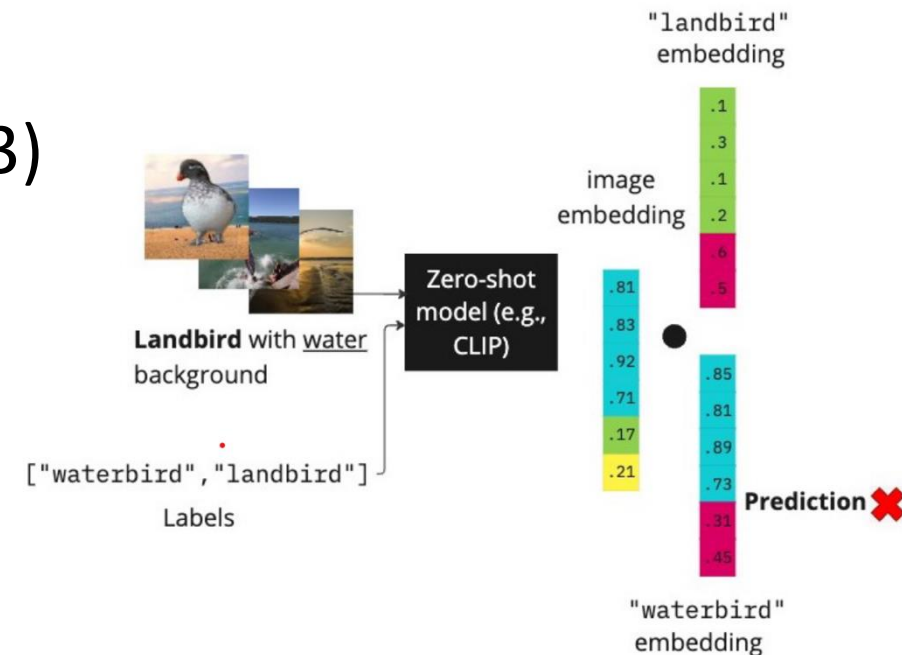 3)
"landbird"
embedding
.1
.3
.1
.2
.6
.5
image
embedding
.81
.83
.92
.71
.17
.21
Zero-shot
model (e.g.,
CLIP)
Landbird with water
background
["waterbird","landbird"]
Labels
.85
.81
.89
.73
.31
.45
Prediction
"waterbird"
embedding